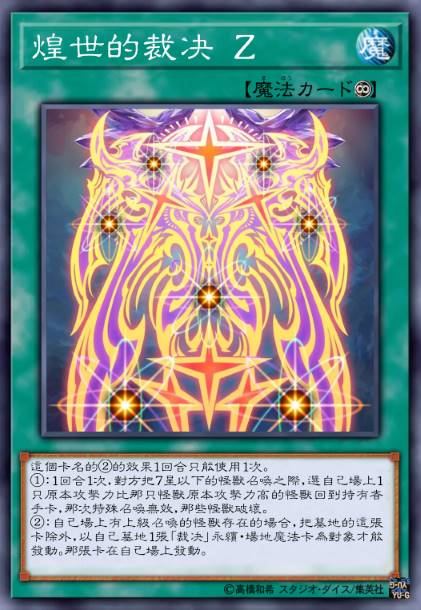 煌世的裁决 Z
魔
【魔法カード】
ま ほう
這個卡名的②的效果1回合只能使用1次。
①：1回合1次，對方把7星以下的怪獸召喚之際，選自己場上1
只原本攻擊力比那只怪獸原本攻擊力高的怪獸回到持有者
手卡，那次特殊召喚無效，那些怪獸破壞。
②：自己場上有上級召喚的怪獸存在的場合，把墓地的這張
卡除外，以自己墓地1張「裁决」永續·場地魔法卡為對象才能
發動。那張卡在自己場上發動。
©高橋和希 スタジオ・ダイス/集英社